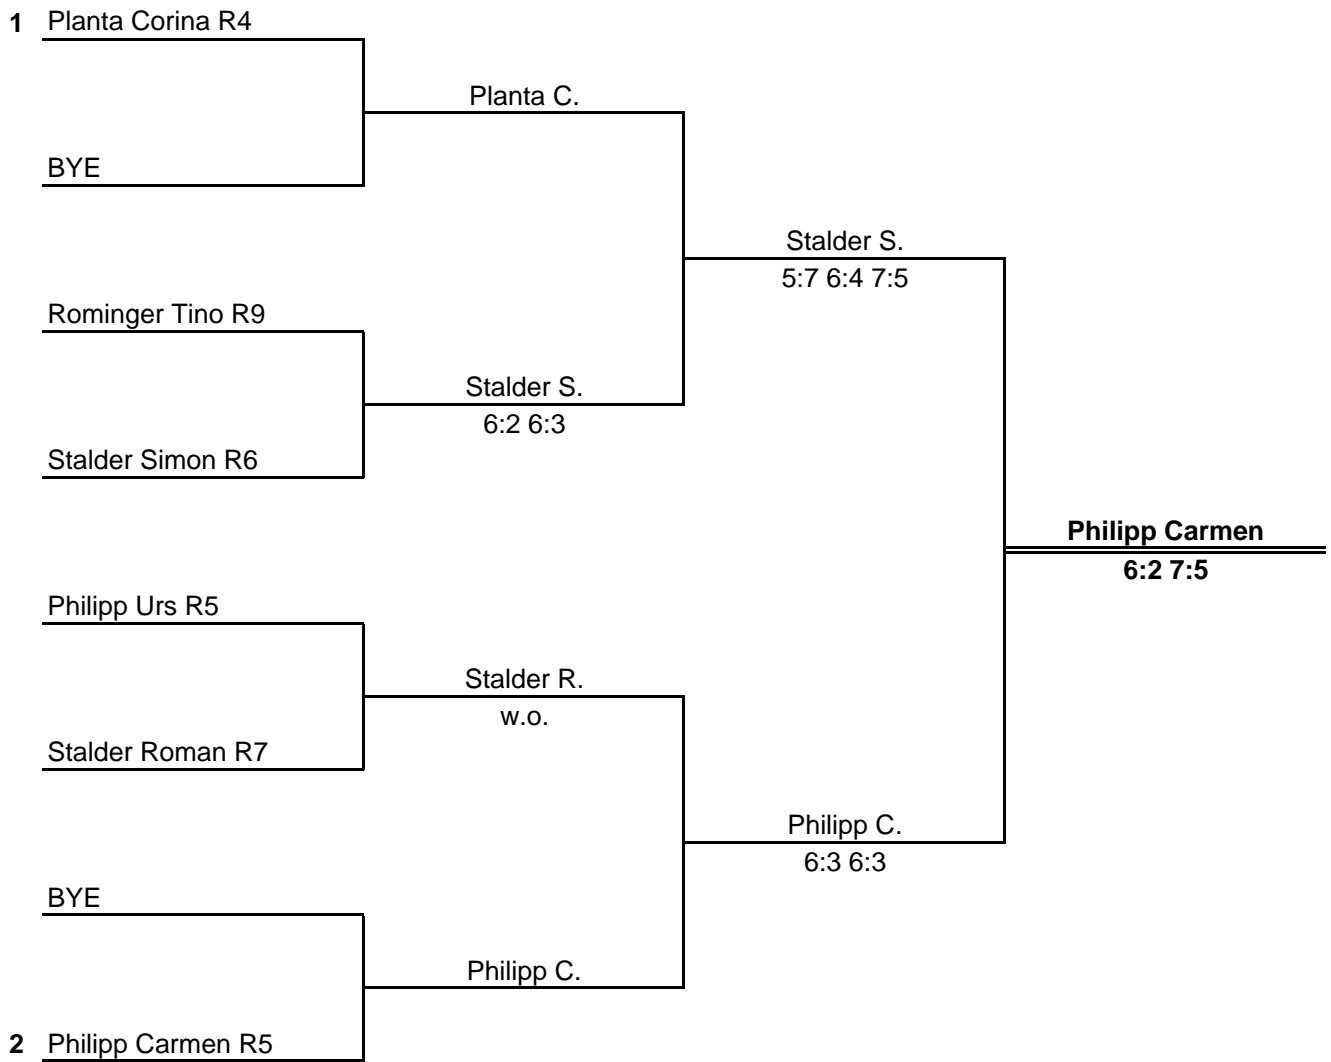 1 Planta Corina R4
Planta C.
BYE
Stalder S.
5:7 6:4 7:5
Rominger Tino R9
Stalder S.
6:2 6:3
Stalder Simon R6
Philipp Carmen
6:2 7:5
Philipp Urs R5
Stalder R.
w.o.
Stalder Roman R7
Philipp C.
6:3 6:3
BYE
Philipp C.
2 Philipp Carmen R5